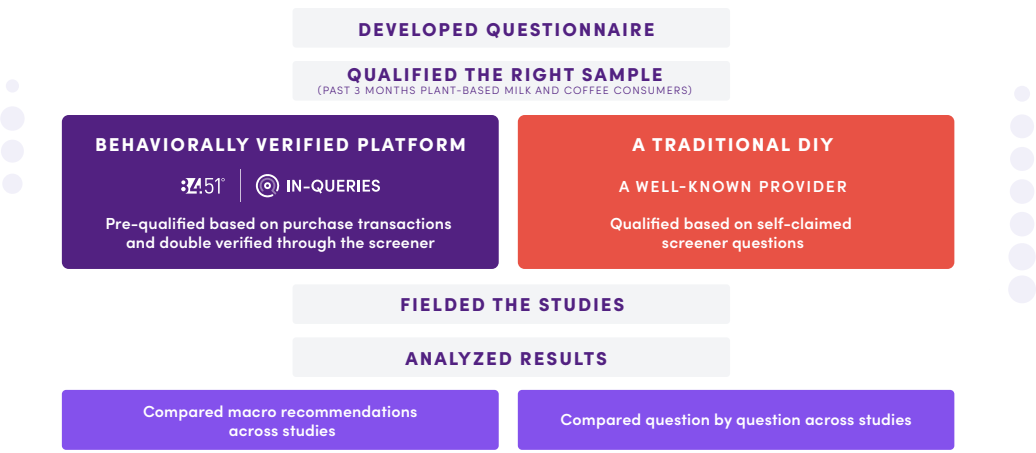 DEVELOPED QUESTIONNAIRE
QUALIFIED THE RIGHT SAMPLE
(PAST 3 MONTHS PLANT-BASED MILK AND COFFEE CONSUMERS)
BEHAVIORALLY VERIFIED PLATFORM
84.51° IN-QUERIES
Pre-qualified based on purchase transactions
and double verified through the screener
A TRADITIONAL DIY
A WELL-KNOWN PROVIDER
Qualified based on self-claimed
screener questions
FIELDED THE STUDIES
ANALYZED RESULTS
Compared macro recommendations
across studies
Compared question by question across studies